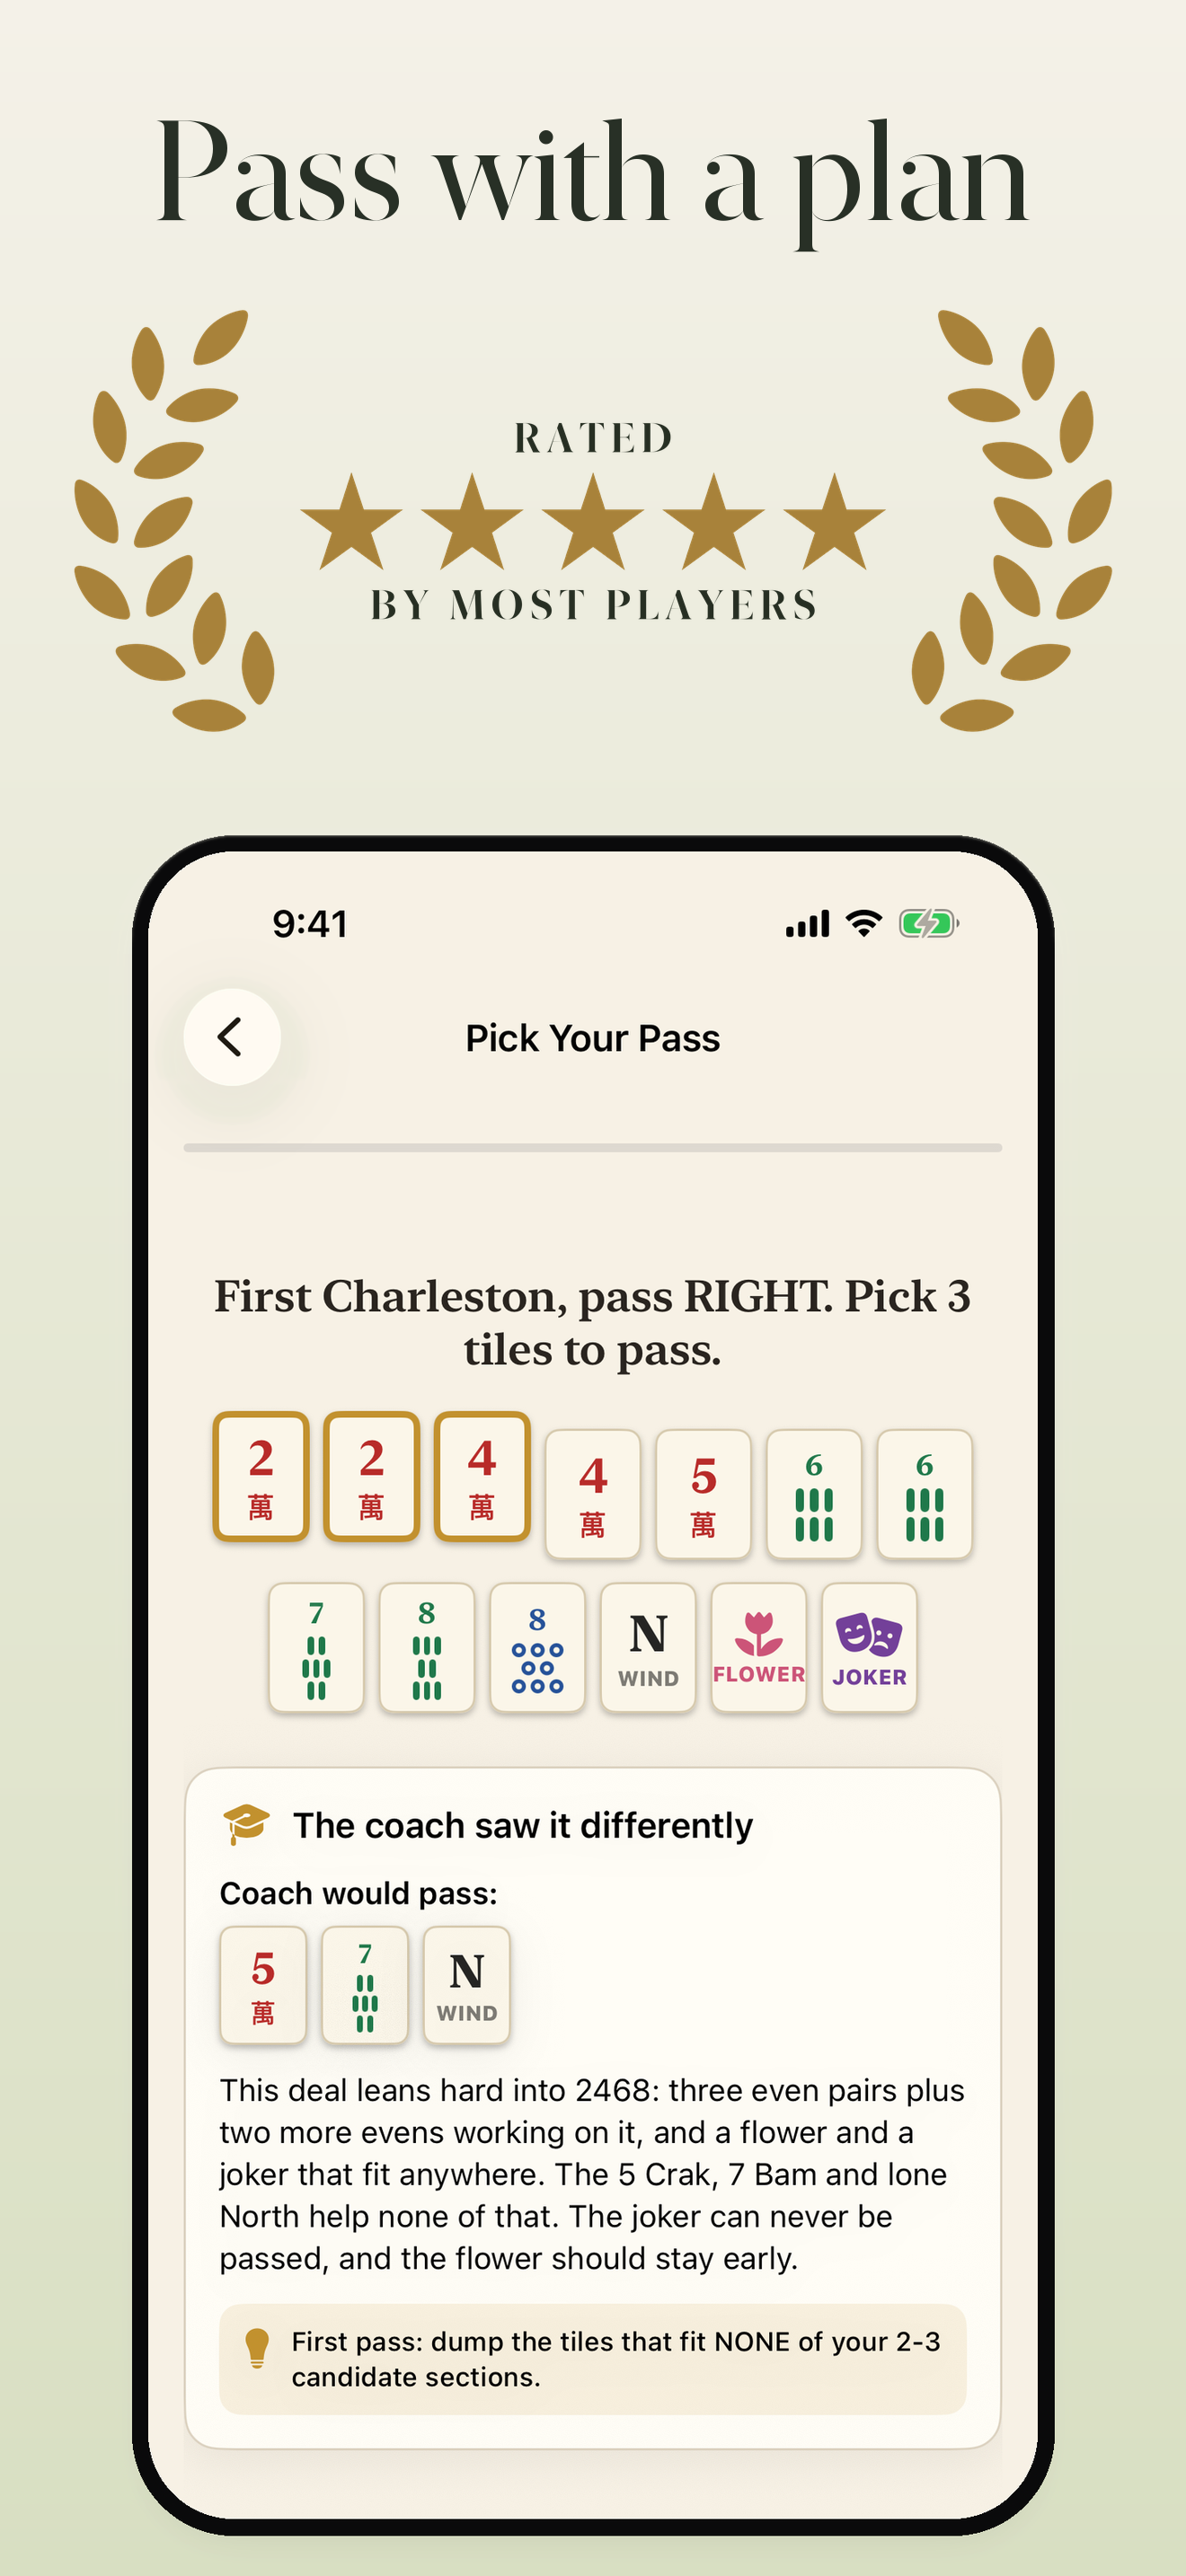 Pass with a plan
RATED
BY MOST PLAYERS
9:41
Pick Your Pass
First Charleston, pass RIGHT. Pick 3
tiles to pass.
2 2 4 4 5 6 6
萬 萬 萬 萬 萬
7 8 8 N
WIND FLOWER JOKER
The coach saw it differently
Coach would pass:
5 7 N
萬 WIND
This deal leans hard into 2468: three even pairs plus
two more evens working on it, and a flower and a
joker that fit anywhere. The 5 Crak, 7 Bam and lone
North help none of that. The joker can never be
passed, and the flower should stay early.
First pass: dump the tiles that fit NONE of your 2-3
candidate sections.